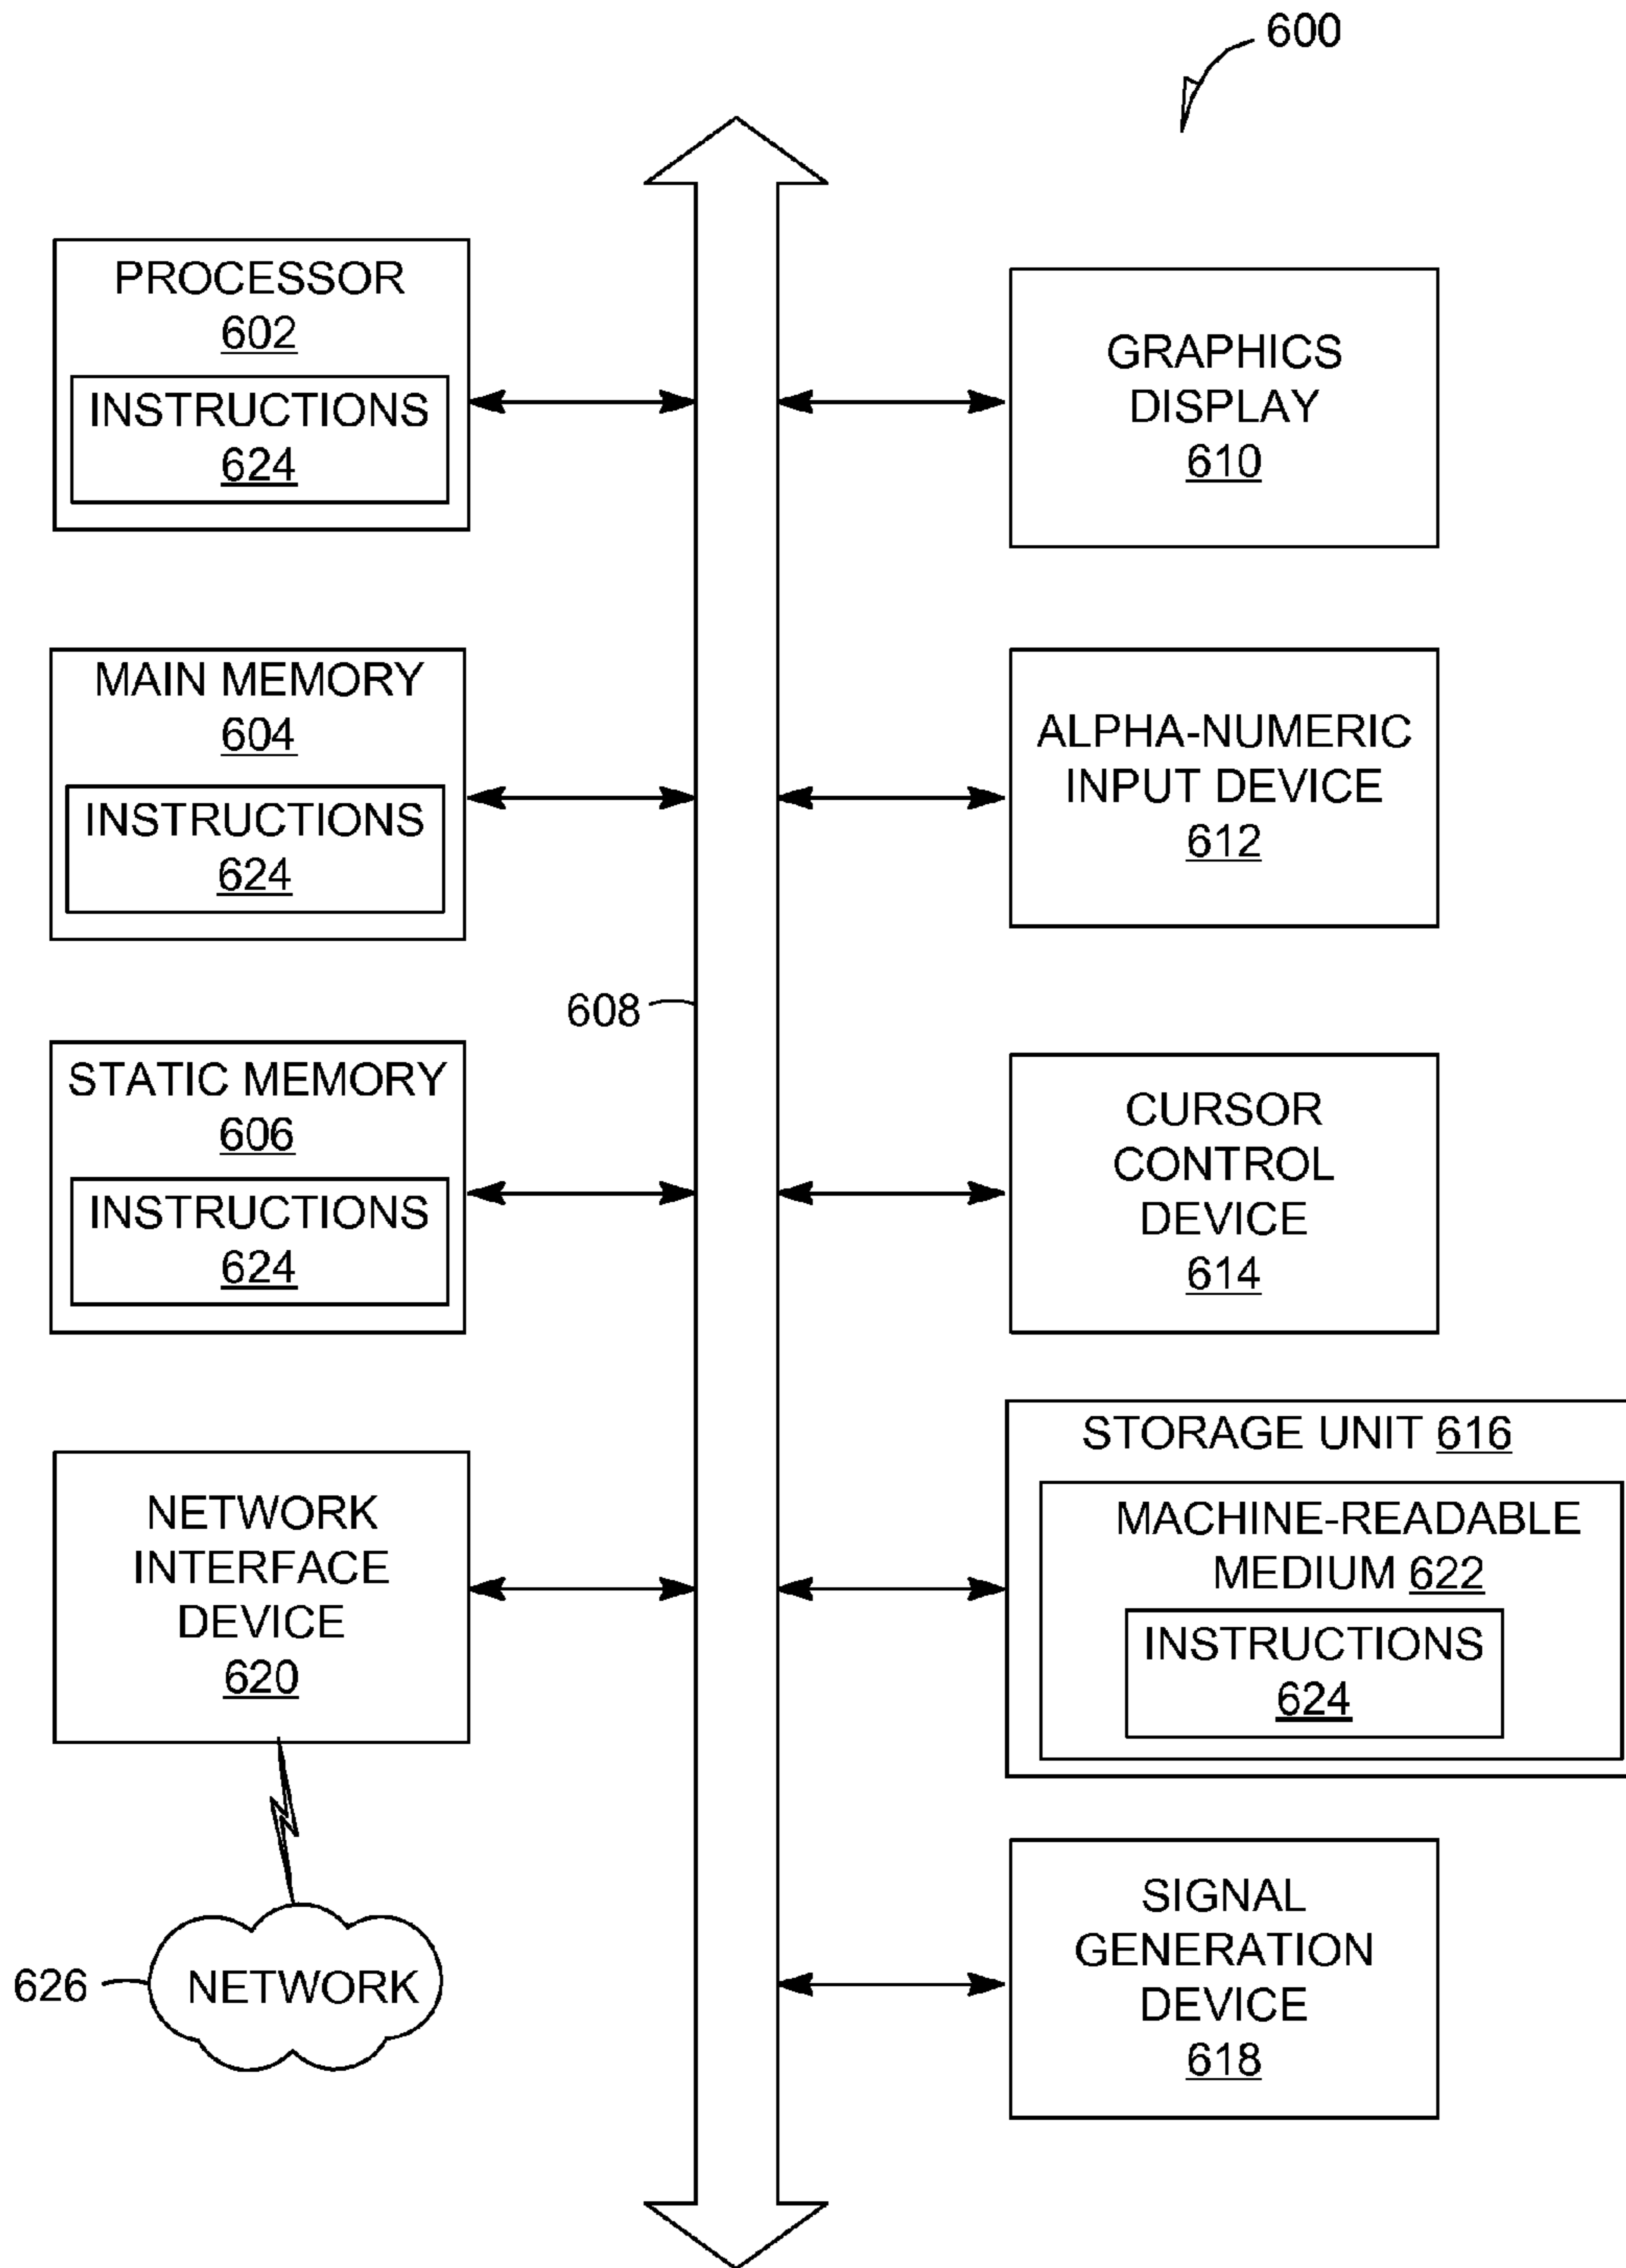 600
PROCESSOR
602
INSTRUCTIONS
624
GRAPHICS
DISPLAY
610
MAIN MEMORY
604
INSTRUCTIONS
624
ALPHA-NUMERIC
INPUT DEVICE
612
608
STATIC MEMORY
606
INSTRUCTIONS
624
CURSOR
CONTROL
DEVICE
614
NETWORK
INTERFACE
DEVICE
620
STORAGE UNIT 616
MACHINE-READABLE
MEDIUM 622
INSTRUCTIONS
624
626
NETWORK
SIGNAL
GENERATION
DEVICE
618